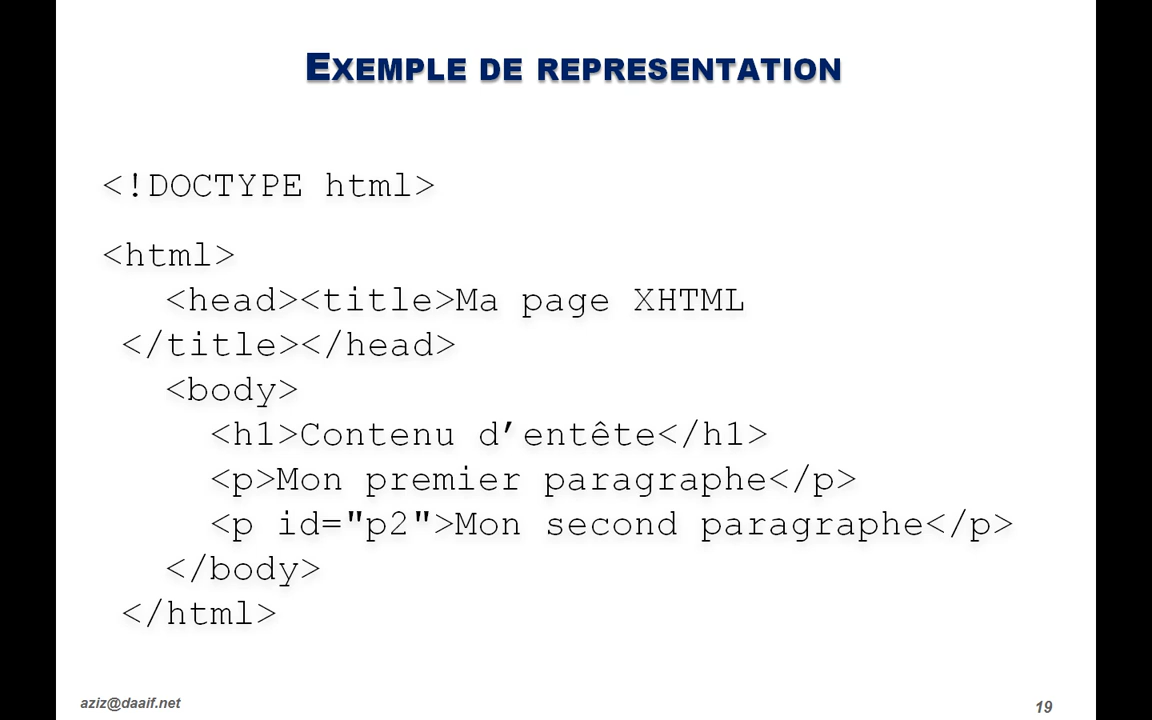 EXEMPLE DE REPRESENTATION
<!DOCTYPE html>
<html>
<head><title>Ma page XHTML
</title></head>
<body>
<h1>Contenu d’entête</h1>
<p>Mon premier paragraphe</p>
<p id="p2">Mon second paragraphe</p>
</body>
</html>
aziz@daaif.net
19